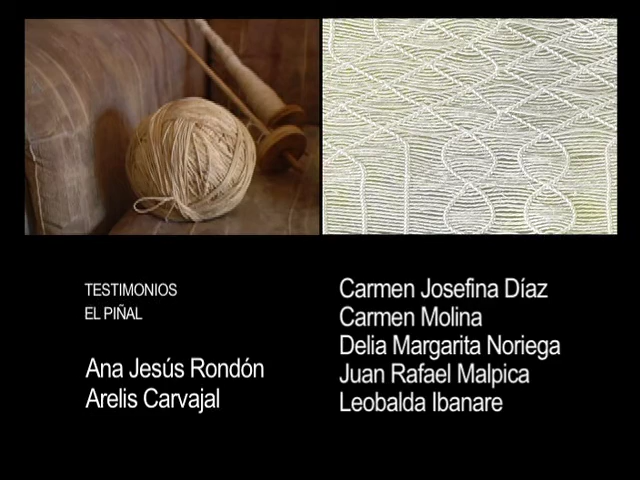 TESTIMONIOS
EL PIÑAL
Ana Jesús Rondón
Arelis Carvajal
Carmen Josefina Díaz
Carmen Molina
Delia Margarita Noriega
Juan Rafael Malpica
Leobalda Ibanare